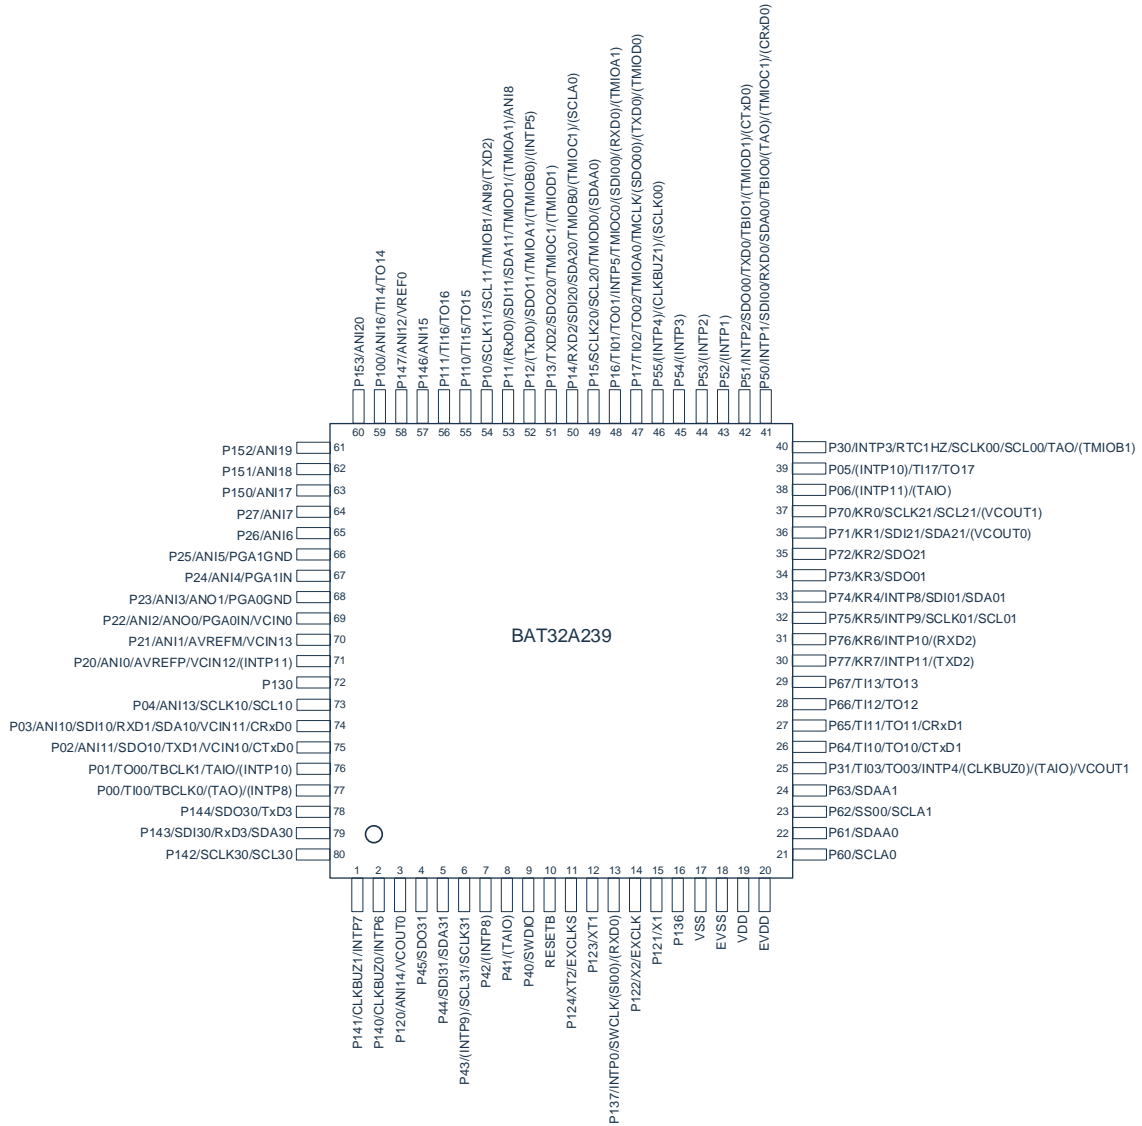 P153/ANI20
P100/ANI16/TI14/TO14
P147/ANI12/VREF0
P146/ANI15
P111/TI16/TO16
P110/TI15/TO15
P10/SCLK11/SCL11/TMIOB1/ANI9/(TXD2)
P11/(RxD0)/SDI11/SDA11/TMIOD1/(TMIOA1)/ANI8
P12/(TxD0)/SDO11/TMIOA1/(TMIOB0)/(INTP5)
P13/TXD2/SDO20/TMIOC1/(TMIOD1)
P14/RXD2/SDI20/SDA20/TMIOB0/(TMIOC1)/(SCLA0)
P15/SCLK20/SCL20/TMIOD0/(SDAA0)
P16/TI01/TO01/INTP5/TMIOC0/(SDI00)/(RXD0)/(TMIOA1)
P17/TI02/TO02/TMIOA0/TMCLK/(SDO00)/(TXD0)/(TMIOD0)
P55/(INTP4)/(CLKBUZ1)/(SCLK00)
P54/(INTP3)
P53/(INTP2)
P52/(INTP1)
P51/INTP2/SDO00/TXD0/TBIO1/(TMIOD1)/(CTxD0)
P50/INTP1/SDI00/RXD0/SDA00/TBIO0/(TAO)/(TMIOC1)/(CRxD0)
60 59 58 57 56 55 54 53 52 51 50 49 48 47 46 45 44 43 42 41
P152/ANI19 61
P151/ANI18 62
P150/ANI17 63
P27/ANI7 64
P26/ANI6 65
P25/ANI5/PGA1GND 66
P24/ANI4/PGA1IN 67
P23/ANI3/ANO1/PGA0GND 68
P22/ANI2/ANO0/PGA0IN/VCIN0 69
P21/ANI1/AVREFM/VCIN13 70
P20/ANI0/AVREFP/VCIN12/(INTP11) 71
P130 72
P04/ANI13/SCLK10/SCL10 73
P03/ANI10/SDI10/RXD1/SDA10/VCIN11/CRxD0 74
P02/ANI11/SDO10/TXD1/VCIN10/CTxD0 75
P01/TO00/TBCLK1/TAIO/(INTP10) 76
P00/TI00/TBCLK0/(TAO)/(INTP8) 77
P144/SDO30/TxD3 78
P143/SDI30/RxD3/SDA30 79
P142/SCLK30/SCL30 80
BAT32A239
40 P30/INTP3/RTC1HZ/SCLK00/SCL00/TAO/(TMIOB1)
39 P05/(INTP10)/TI17/TO17
38 P06/(INTP11)/(TAIO)
37 P70/KR0/SCLK21/SCL21/(VCOUT1)
36 P71/KR1/SDI21/SDA21/(VCOUT0)
35 P72/KR2/SDO21
34 P73/KR3/SDO01
33 P74/KR4/INTP8/SDI01/SDA01
32 P75/KR5/INTP9/SCLK01/SCL01
31 P76/KR6/INTP10/(RXD2)
30 P77/KR7/INTP11/(TXD2)
29 P67/TI13/TO13
28 P66/TI12/TO12
27 P65/TI11/TO11/CRxD1
26 P64/TI10/TO10/CTxD1
25 P31/TI03/TO03/INTP4/(CLKBUZ0)/(TAIO)/VCOUT1
24 P63/SDAA1
23 P62/SS00/SCLA1
22 P61/SDAA0
21 P60/SCLA0
1 2 3 4 5 6 7 8 9 10 11 12 13 14 15 16 17 18 19 20
P141/CLKBUZ1/INTP7
P140/CLKBUZ0/INTP6
P120/ANI14/VCOUT0
P45/SDO31
P44/SDI31/SDA31
P43/(INTP9)/SCL31/SCLK31
P42/(INTP8)
P41/(TAIO)
P40/SWDIO
RESETB
P124/XT2/EXCLKS
P123/XT1
P137/INTP0/SWCLK/(SI00)/(RXD0)
P122/X2/EXCLK
P121/X1
P136
VSS
EVSS
VDD
EVDD